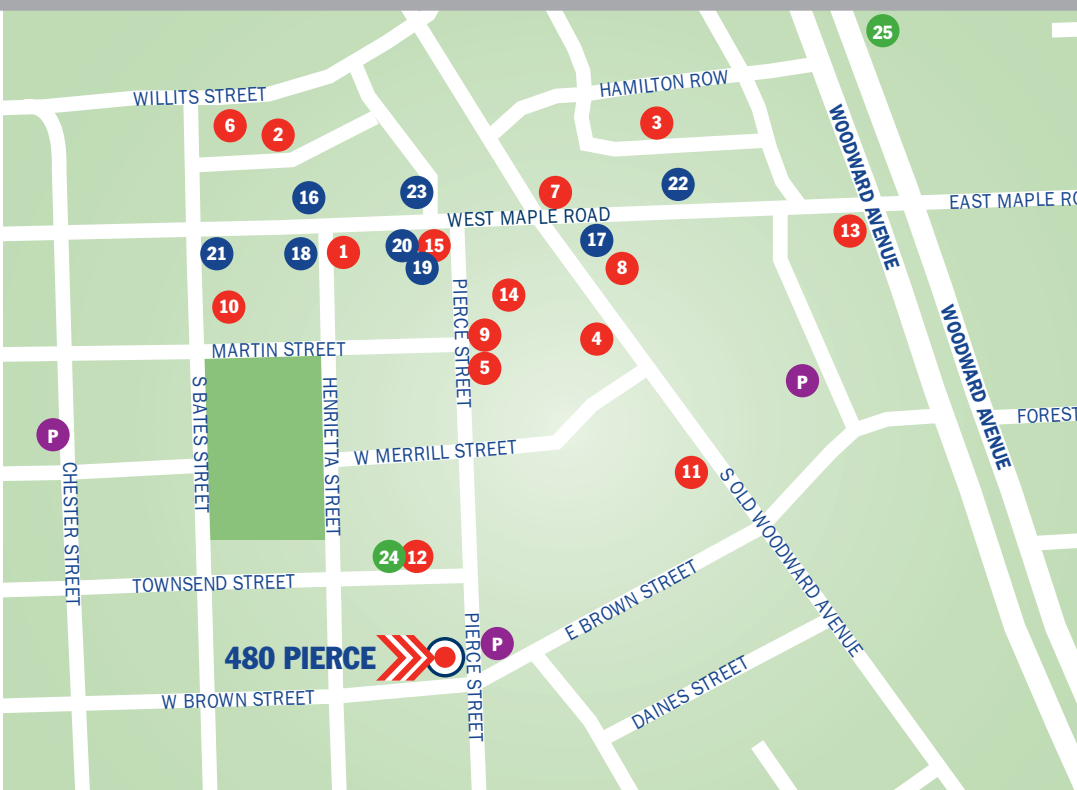 25
WILLITS STREET
HAMILTON ROW
6
2
3
WOODWARD AVENUE
16
23
7
22
WEST MAPLE ROAD
EAST MAPLE RO
13
21
18
1
20
15
19
17
8
10
14
PIERCE STREET
9
4
WOODWARD AVENUE
MARTIN STREET
5
P
S BATES STREET
HENRIETTA STREET
FOREST
P
W MERRILL STREET
CHESTER STREET
11
S OLD WOODWARD AVENUE
24
12
TOWNSEND STREET
E BROWN STREET
480 PIERCE
PIERCE STREET
P
DAINES STREET
W BROWN STREET